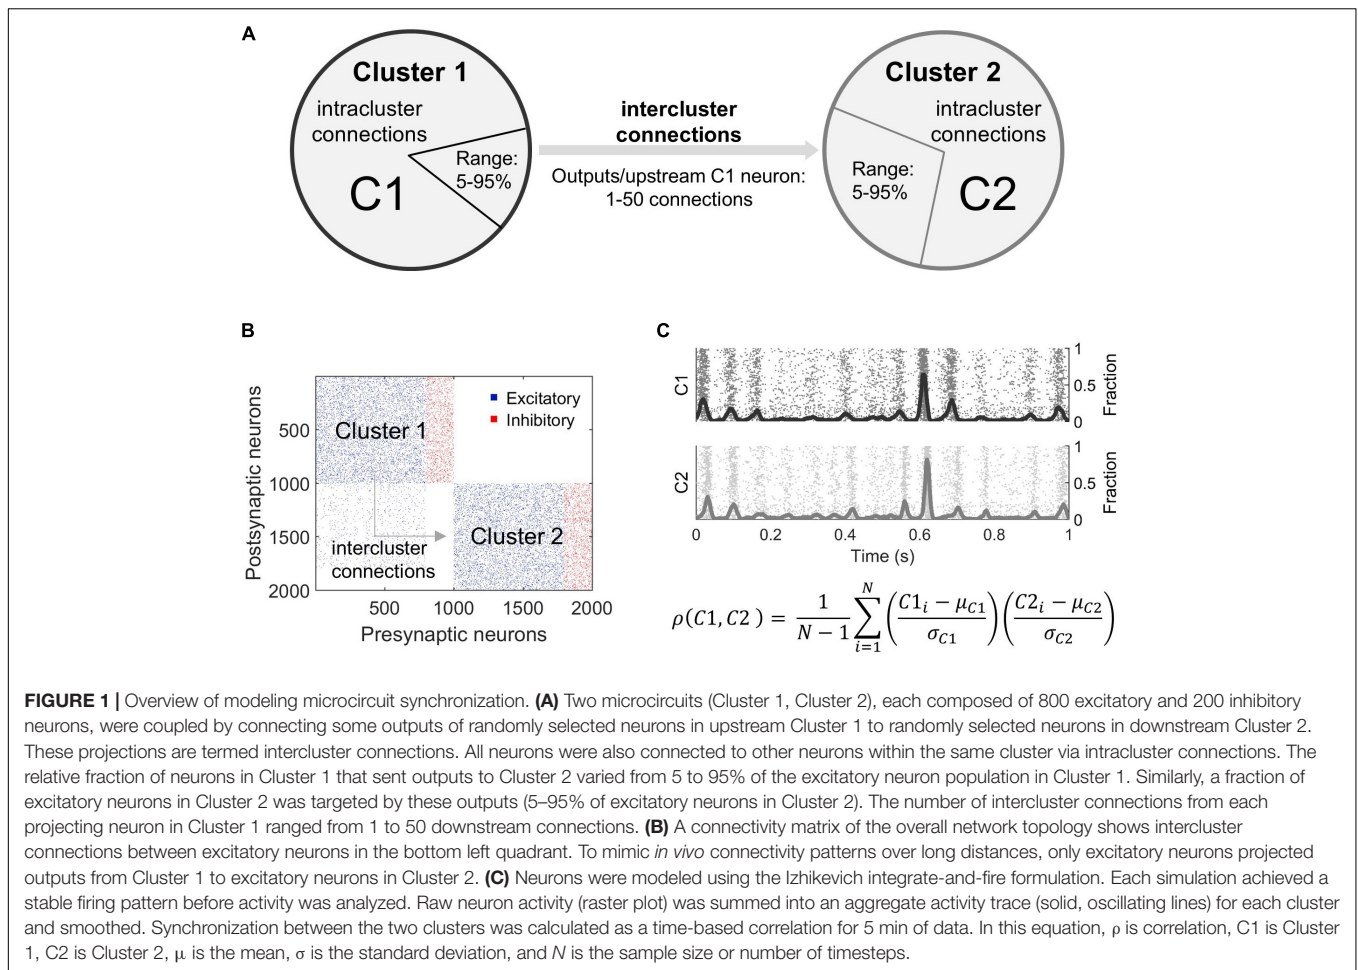 A
Cluster 1
intracluster
connections
Range:
5-95%
C1
intercluster
connections
Outputs/upstream C1 neuron:
1-50 connections
Cluster 2
intracluster
connections
Range:
5-95%
C2
B
Postsynaptic neurons
500
1000
1500
2000
Cluster 1
Excitatory
Inhibitory
Cluster 2
intercluster
connections
500 1000 1500 2000
Presynaptic neurons
C
C1
1
0.5
0
Fraction
C2
1
0.5
0
Fraction
0 0.2 0.4 0.6 0.8 1
Time (s)
ρ(C1, C2 ) = 1/(N − 1) ∑_{i=1}^{N} ((C1_i − μ_{C1})/σ_{C1}) ((C2_i − μ_{C2})/σ_{C2})
FIGURE 1 | Overview of modeling microcircuit synchronization. (A) Two microcircuits (Cluster 1, Cluster 2), each composed of 800 excitatory and 200 inhibitory
neurons, were coupled by connecting some outputs of randomly selected neurons in upstream Cluster 1 to randomly selected neurons in downstream Cluster 2.
These projections are termed intercluster connections. All neurons were also connected to other neurons within the same cluster via intracluster connections. The
relative fraction of neurons in Cluster 1 that sent outputs to Cluster 2 varied from 5 to 95% of the excitatory neuron population in Cluster 1. Similarly, a fraction of
excitatory neurons in Cluster 2 was targeted by these outputs (5–95% of excitatory neurons in Cluster 2). The number of intercluster connections from each
projecting neuron in Cluster 1 ranged from 1 to 50 downstream connections. (B) A connectivity matrix of the overall network topology shows intercluster
connections between excitatory neurons in the bottom left quadrant. To mimic in vivo connectivity patterns over long distances, only excitatory neurons projected
outputs from Cluster 1 to excitatory neurons in Cluster 2. (C) Neurons were modeled using the Izhikevich integrate-and-fire formulation. Each simulation achieved a
stable firing pattern before activity was analyzed. Raw neuron activity (raster plot) was summed into an aggregate activity trace (solid, oscillating lines) for each cluster
and smoothed. Synchronization between the two clusters was calculated as a time-based correlation for 5 min of data. In this equation, ρ is correlation, C1 is Cluster
1, C2 is Cluster 2, μ is the mean, σ is the standard deviation, and N is the sample size or number of timesteps.